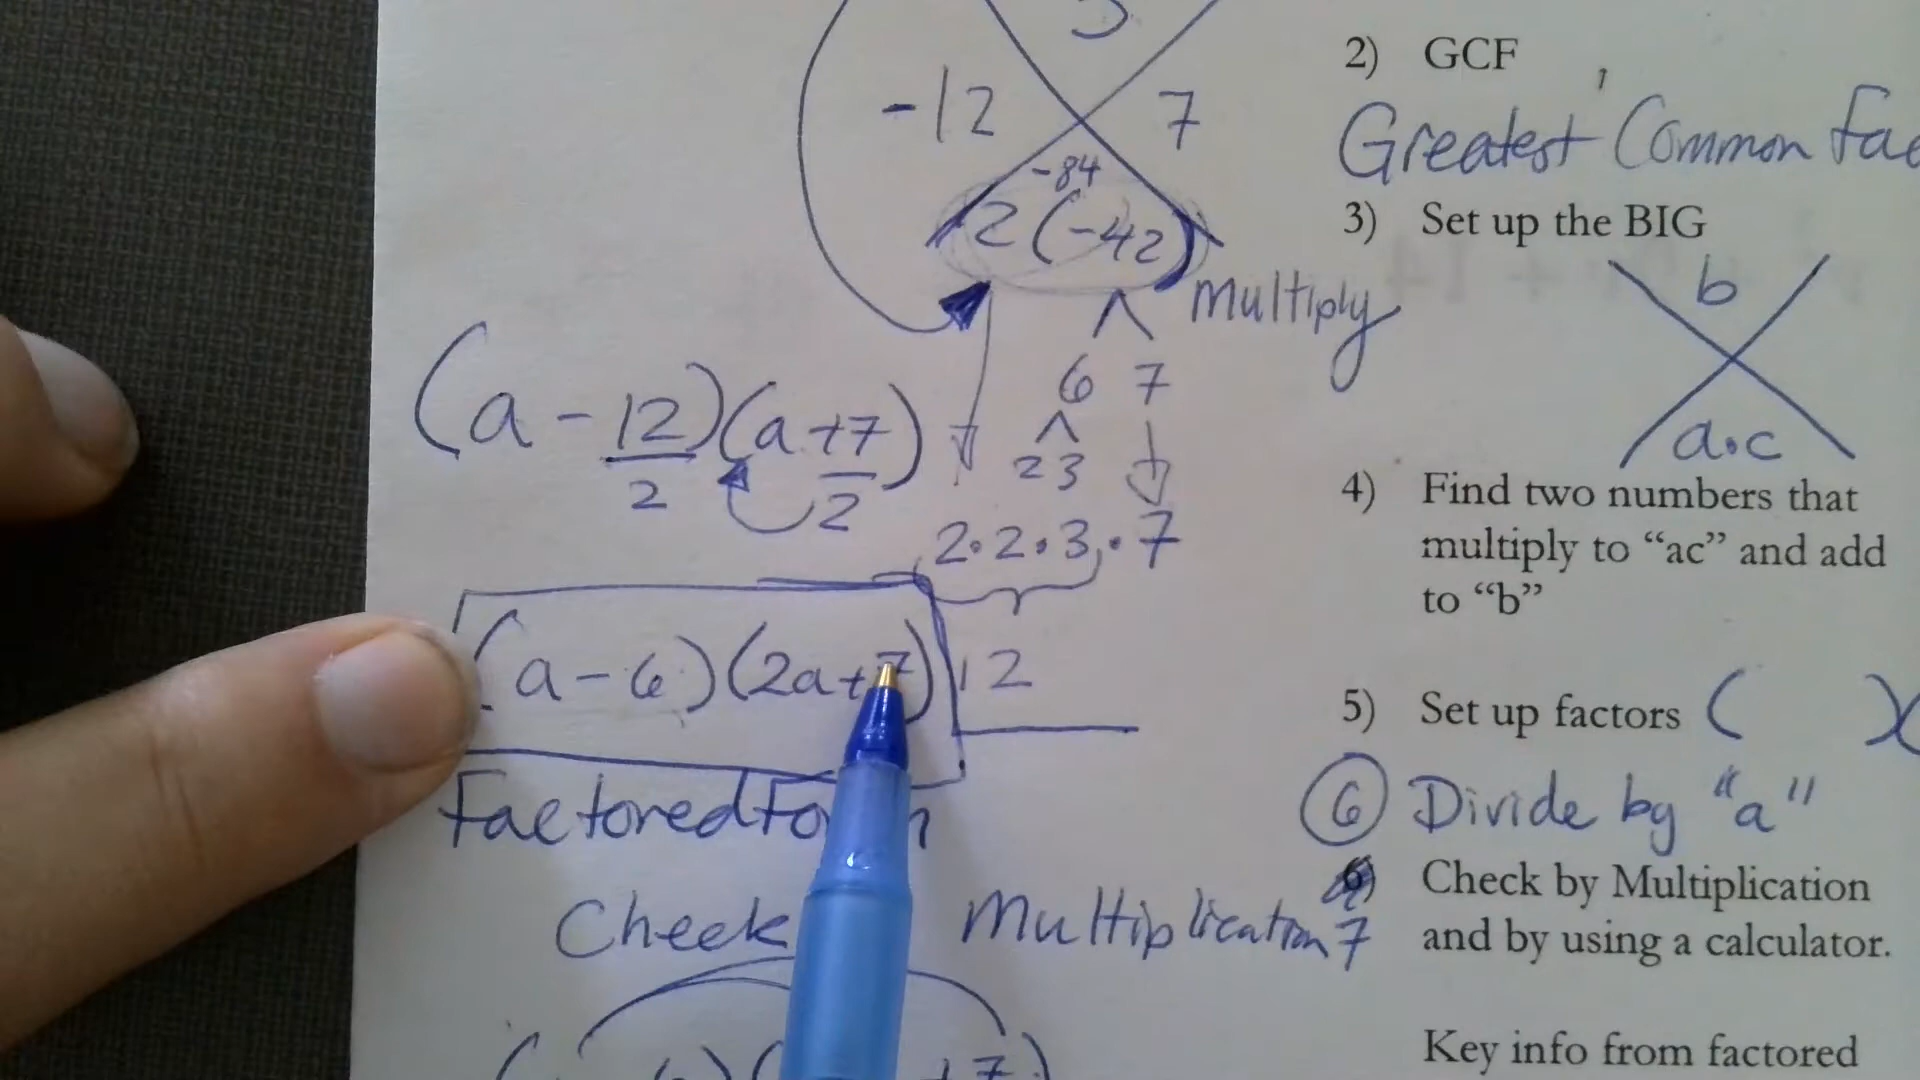 -12 7
-84
2(-42)
Multiply
6 7
(a - 12/2)(a + 7/2)
2 3
2 · 2 · 3 · 7
(a - 6)(2a + 7) 12
Factored Fo
Check Multiplication
2) GCF
Greatest Common Fac
3) Set up the BIG
b
a·c
4) Find two numbers that
multiply to “ac” and add
to “b”
5) Set up factors ( )(
6 Divide by "a"
7 Check by Multiplication
and by using a calculator.
Key info from factored